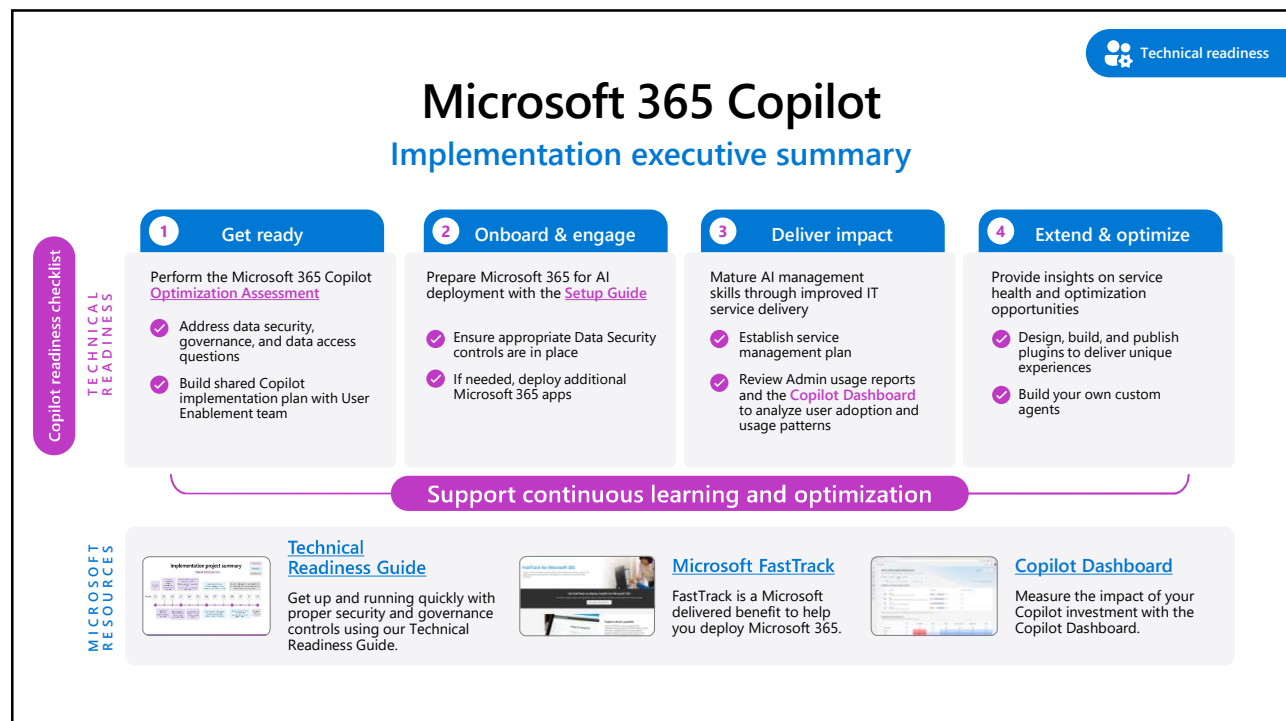 Technical readiness
Microsoft 365 Copilot
Implementation executive summary
Copilot readiness checklist
TECHNICAL
READINESS
1
Get ready
Perform the Microsoft 365 Copilot
Optimization Assessment
Address data security,
governance, and data access
questions
Build shared Copilot
implementation plan with User
Enablement team
2
Onboard & engage
Prepare Microsoft 365 for AI
deployment with the Setup Guide
Ensure appropriate Data Security
controls are in place
If needed, deploy additional
Microsoft 365 apps
3
Deliver impact
Mature AI management
skills through improved IT
service delivery
Establish service
management plan
Review Admin usage reports
and the Copilot Dashboard
to analyze user adoption and
usage patterns
4
Extend & optimize
Provide insights on service
health and optimization
opportunities
Design, build, and publish
plugins to deliver unique
experiences
Build your own custom
agents
Support continuous learning and optimization
MICROSOFT
RESOURCES
Implementation project summary
Technical
Readiness Guide
Get up and running quickly with
proper security and governance
controls using our Technical
Readiness Guide.
FastTrack for Microsoft 365
Microsoft FastTrack
FastTrack is a Microsoft
delivered benefit to help
you deploy Microsoft 365.
Copilot Dashboard
Measure the impact of your
Copilot investment with the
Copilot Dashboard.